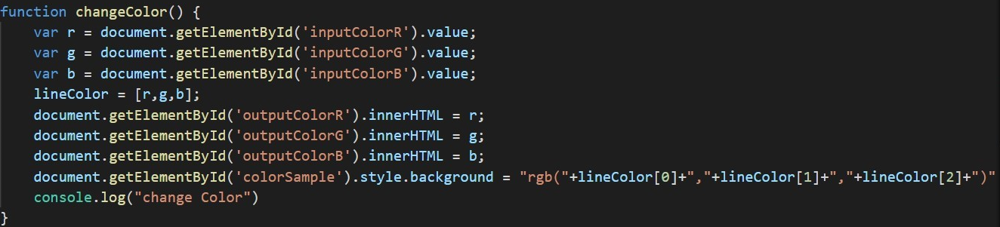 function changeColor() {
    var r = document.getElementById('inputColorR').value;
    var g = document.getElementById('inputColorG').value;
    var b = document.getElementById('inputColorB').value;
    lineColor = [r,g,b];
    document.getElementById('outputColorR').innerHTML = r;
    document.getElementById('outputColorG').innerHTML = g;
    document.getElementById('outputColorB').innerHTML = b;
    document.getElementById('colorSample').style.background = "rgb("+lineColor[0]+","+lineColor[1]+","+lineColor[2]+")"
    console.log("change Color")
}